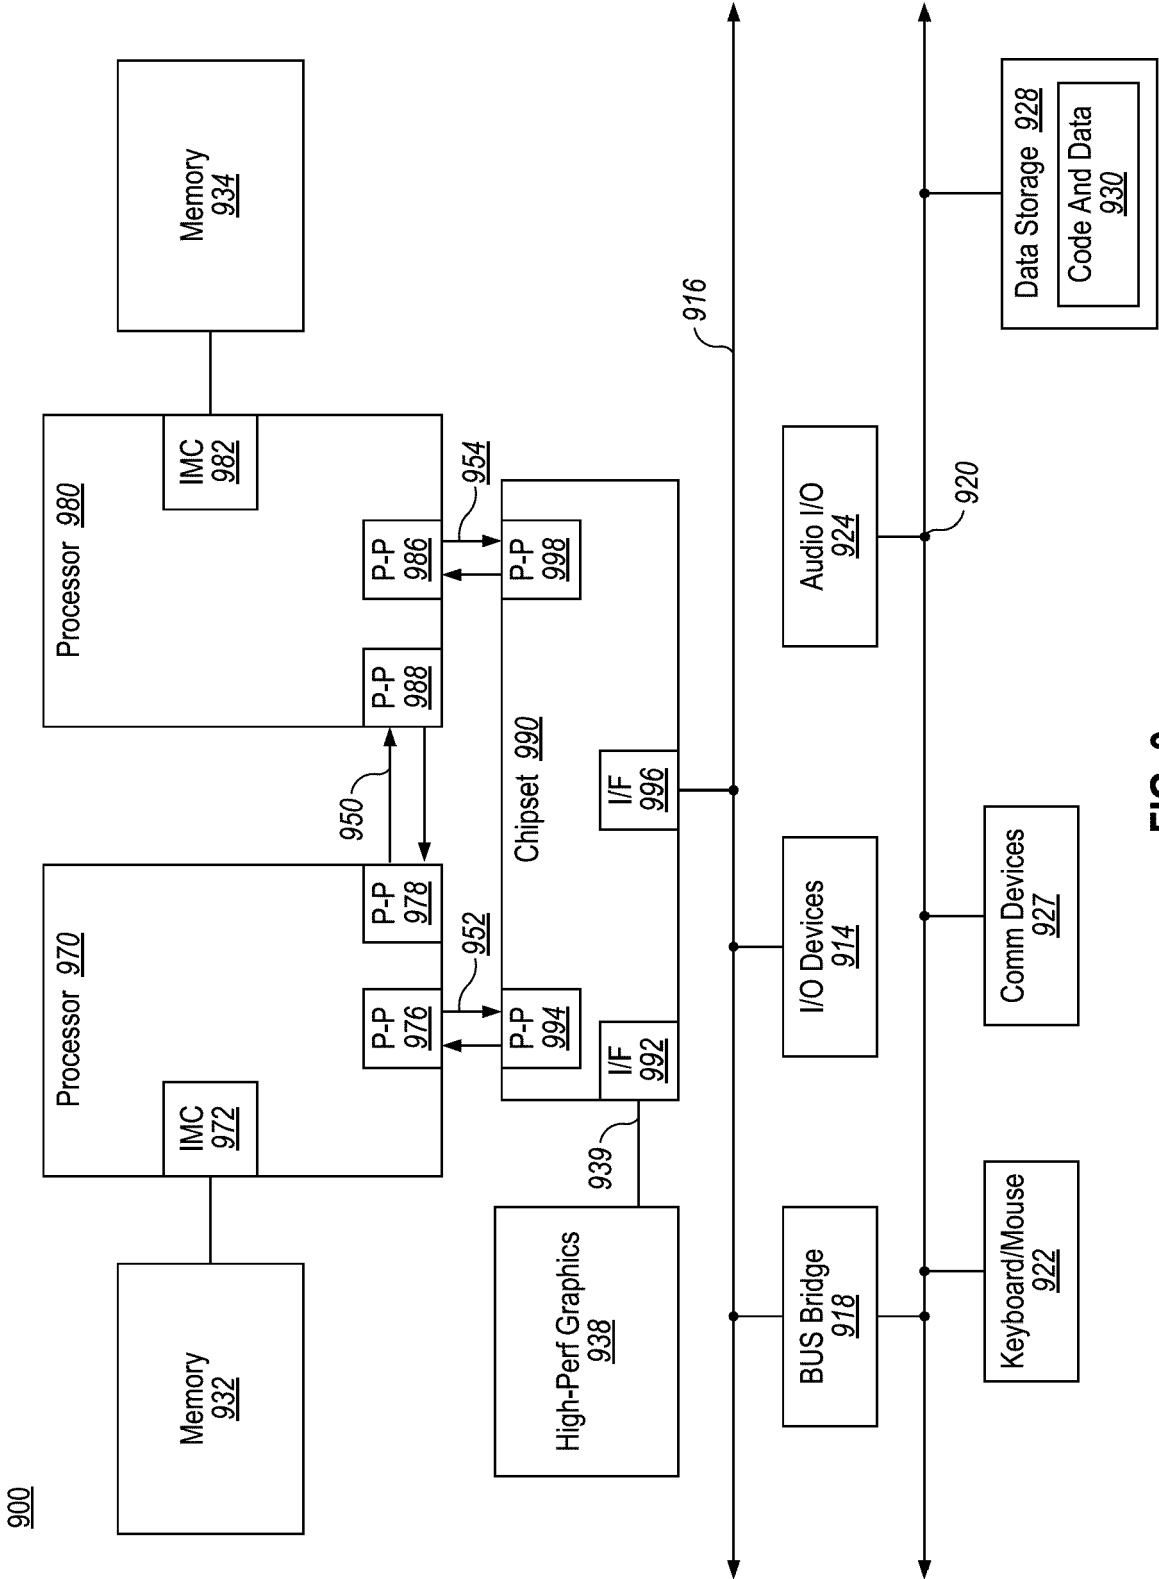 900
Processor 970
Processor 980
Memory
932
IMC
972
IMC
982
Memory
934
950
P-P
976
P-P
978
P-P
988
P-P
986
952
954
P-P
994
Chipset 990
P-P
998
High-Perf Graphics
938
939
I/F
992
I/F
996
916
BUS Bridge
918
I/O Devices
914
Audio I/O
924
920
Keyboard/Mouse
922
Comm Devices
927
Data Storage 928
Code And Data
930
FIG.